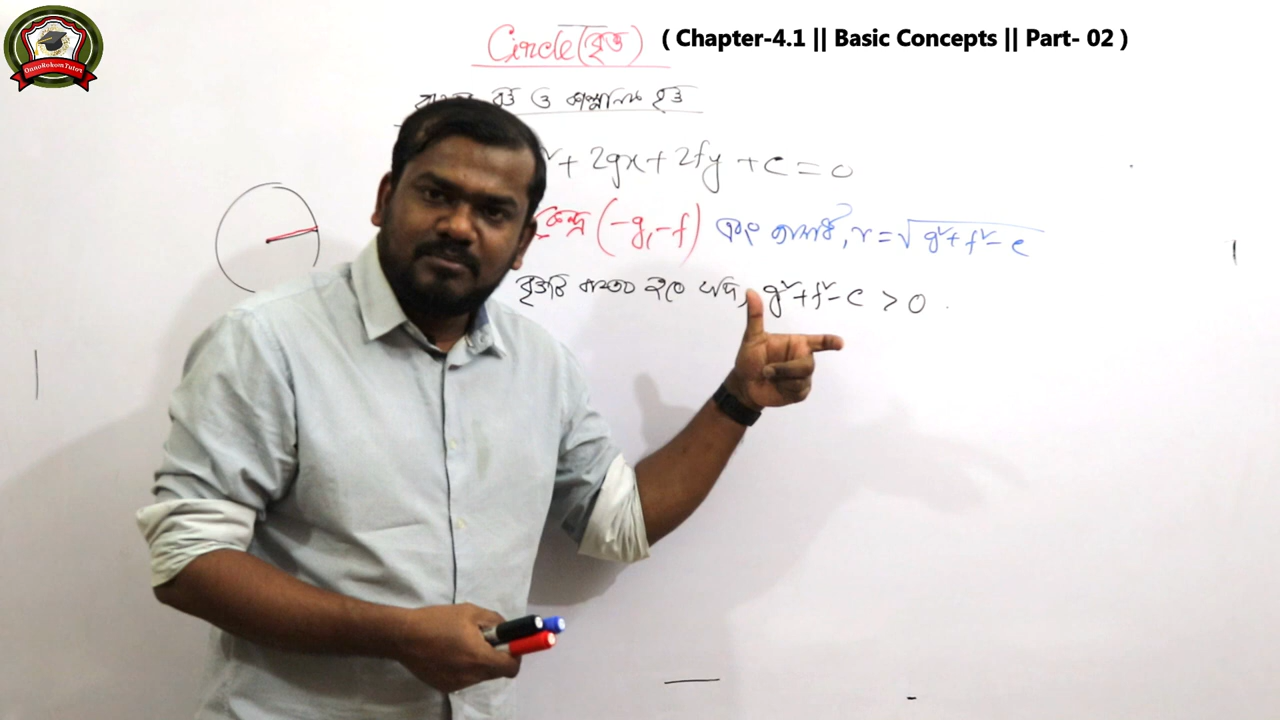 OnnoRokom Tutor
Circle (বৃত্ত) ( Chapter-4.1 || Basic Concepts || Part- 02 )
বৃত্ত ও কাল্পনিক বৃত্ত
+ 2gx + 2fy + c = 0
কেন্দ্র (-g, -f) এবং ব্যাসার্ধ, r = √g²+f²-c
বৃত্তটি বাস্তব হবে যদি, g²+f²-c > 0